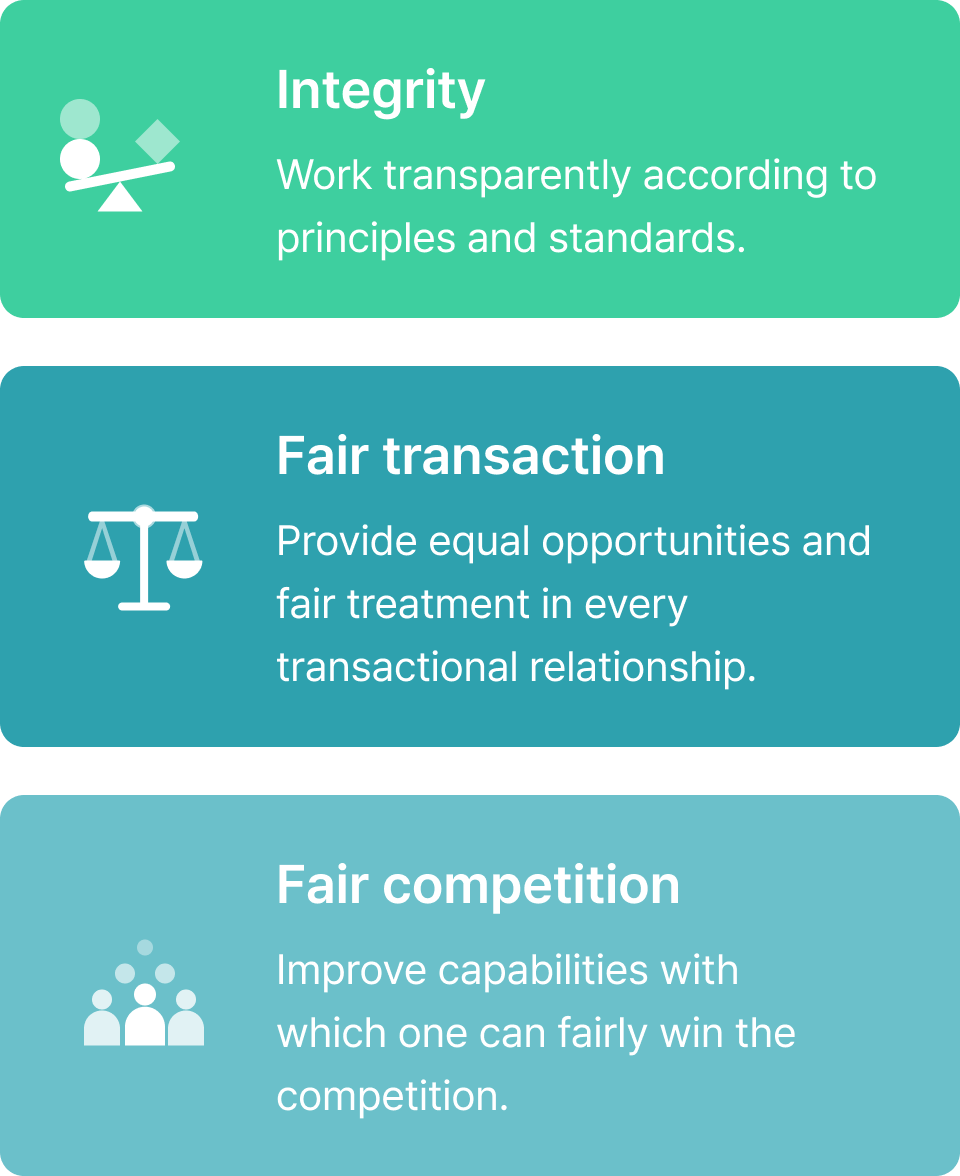 Integrity
Work transparently according to
principles and standards.
Fair transaction
Provide equal opportunities and
fair treatment in every
transactional relationship.
Fair competition
Improve capabilities with
which one can fairly win the
competition.